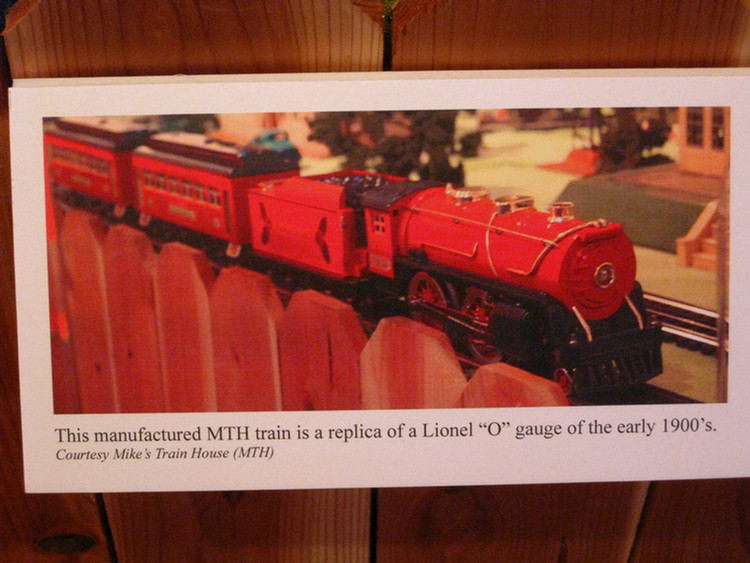 This manufactured MTH train is a replica of a Lionel “O” gauge of the early 1900’s.
Courtesy Mike’s Train House (MTH)